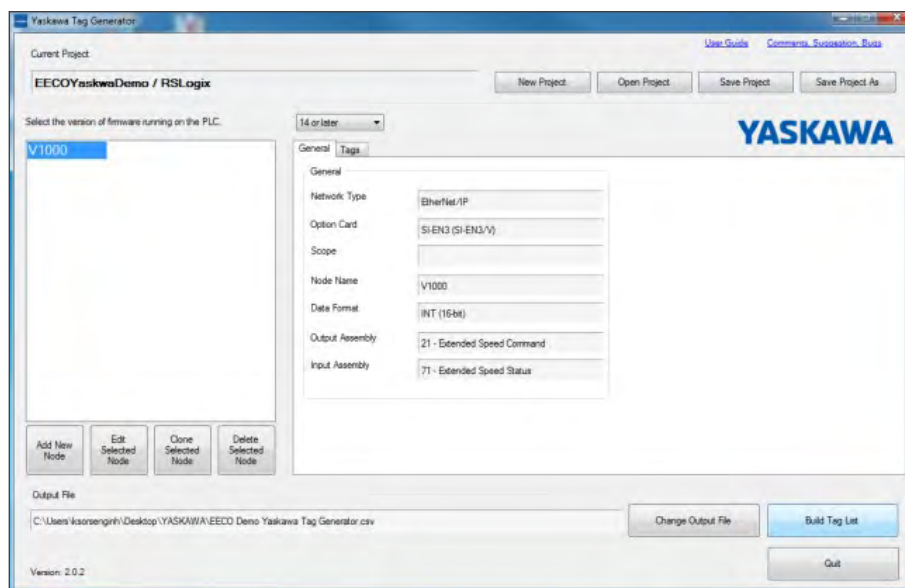 Yaskawa Tag Generator
User Guide Comments, Suggestion, Bugs
Current Project
EECOYaskwaDemo / RSLogix
New Project Open Project Save Project Save Project As
Select the version of firmware running on the PLC. 14 or later
YASKAWA
V1000
General Tags
General
Network Type EtherNet/IP
Option Card SI-EN3 (SI-EN3/V)
Scope
Node Name V1000
Data Format INT (16-bit)
Output Assembly 21 - Extended Speed Command
Input Assembly 71 - Extended Speed Status
Add New Node Edit Selected Node Clone Selected Node Delete Selected Node
Output File
C:\Users\ksorsenginh\Desktop\YASKAWA\EECO Demo Yaskawa Tag Generator.csv Change Output File Build Tag List
Version: 2.0.2 Quit